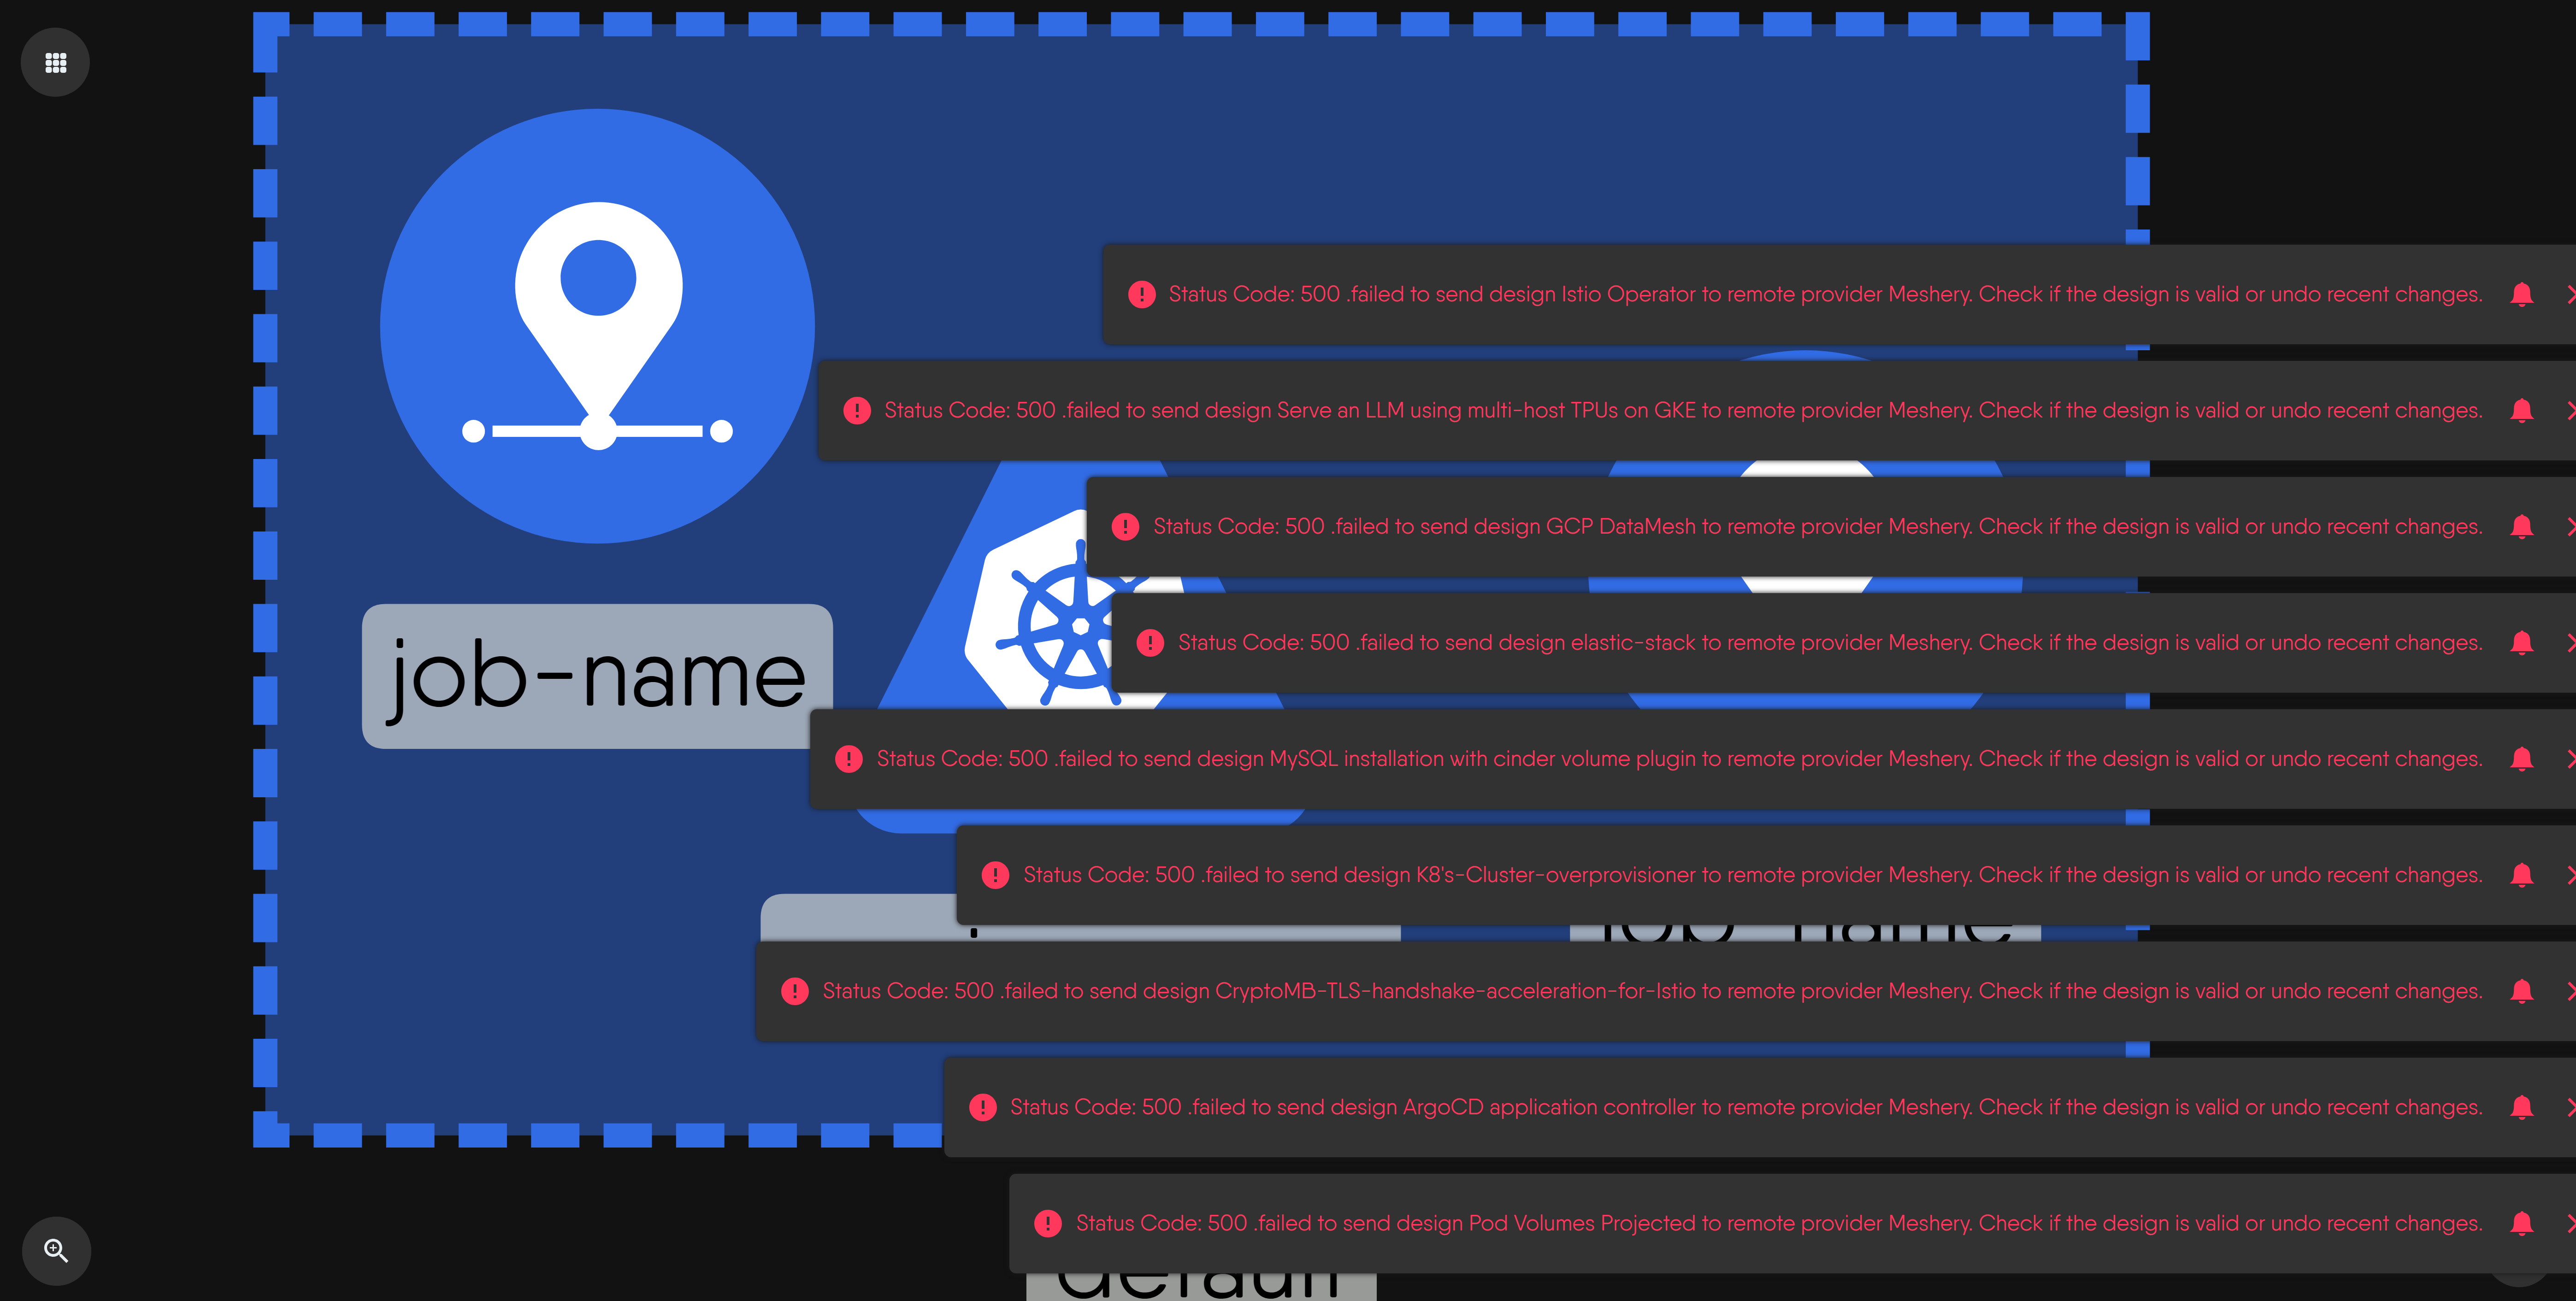 Status Code: 500 .failed to send design Istio Operator to remote provider Meshery. Check if the design is valid or undo recent changes.
Status Code: 500 .failed to send design Serve an LLM using multi-host TPUs on GKE to remote provider Meshery. Check if the design is valid or undo recent changes.
Status Code: 500 .failed to send design GCP DataMesh to remote provider Meshery. Check if the design is valid or undo recent changes.
Status Code: 500 .failed to send design elastic-stack to remote provider Meshery. Check if the design is valid or undo recent changes.
job-name
Status Code: 500 .failed to send design MySQL installation with cinder volume plugin to remote provider Meshery. Check if the design is valid or undo recent changes.
Status Code: 500 .failed to send design K8's-Cluster-overprovisioner to remote provider Meshery. Check if the design is valid or undo recent changes.
job-name
Status Code: 500 .failed to send design CryptoMB-TLS-handshake-acceleration-for-Istio to remote provider Meshery. Check if the design is valid or undo recent changes.
Status Code: 500 .failed to send design ArgoCD application controller to remote provider Meshery. Check if the design is valid or undo recent changes.
Status Code: 500 .failed to send design Pod Volumes Projected to remote provider Meshery. Check if the design is valid or undo recent changes.
default